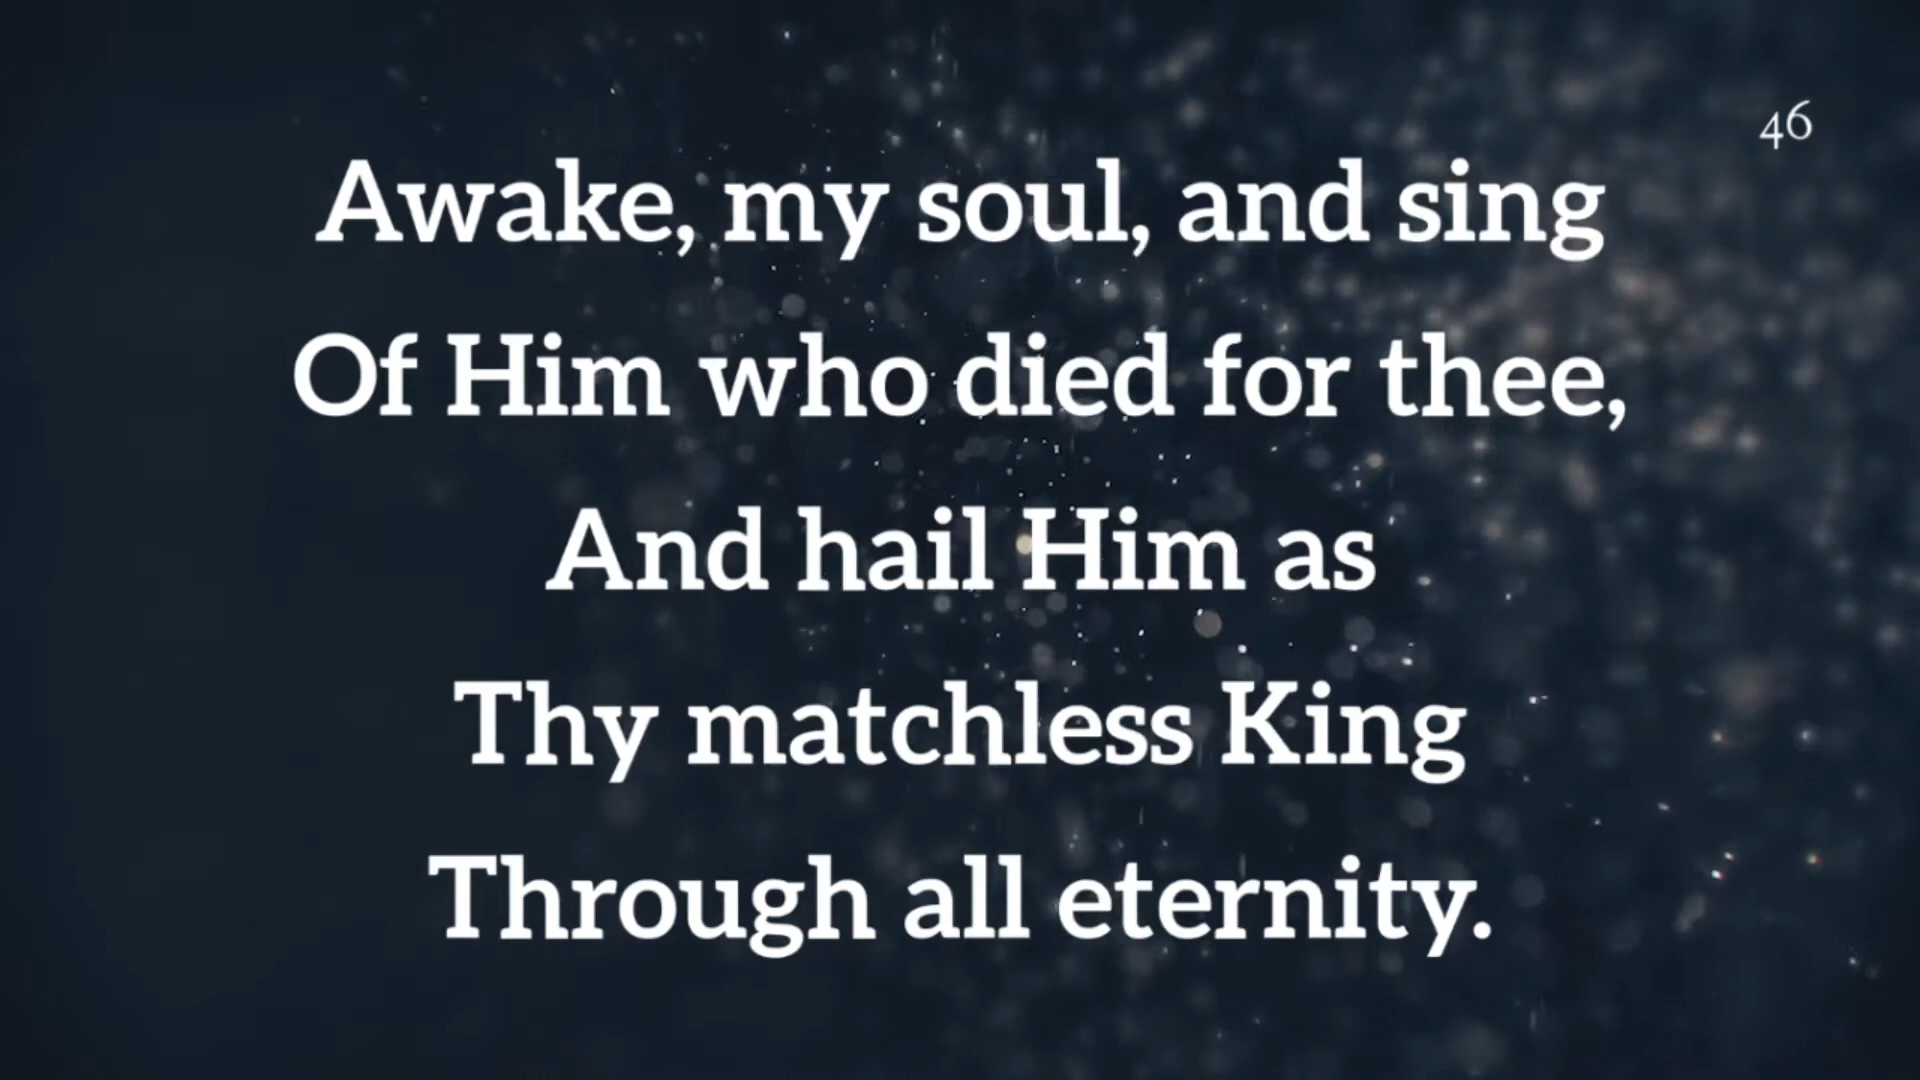 46
Awake, my soul, and sing
Of Him who died for thee,
And hail Him as
Thy matchless King
Through all eternity.